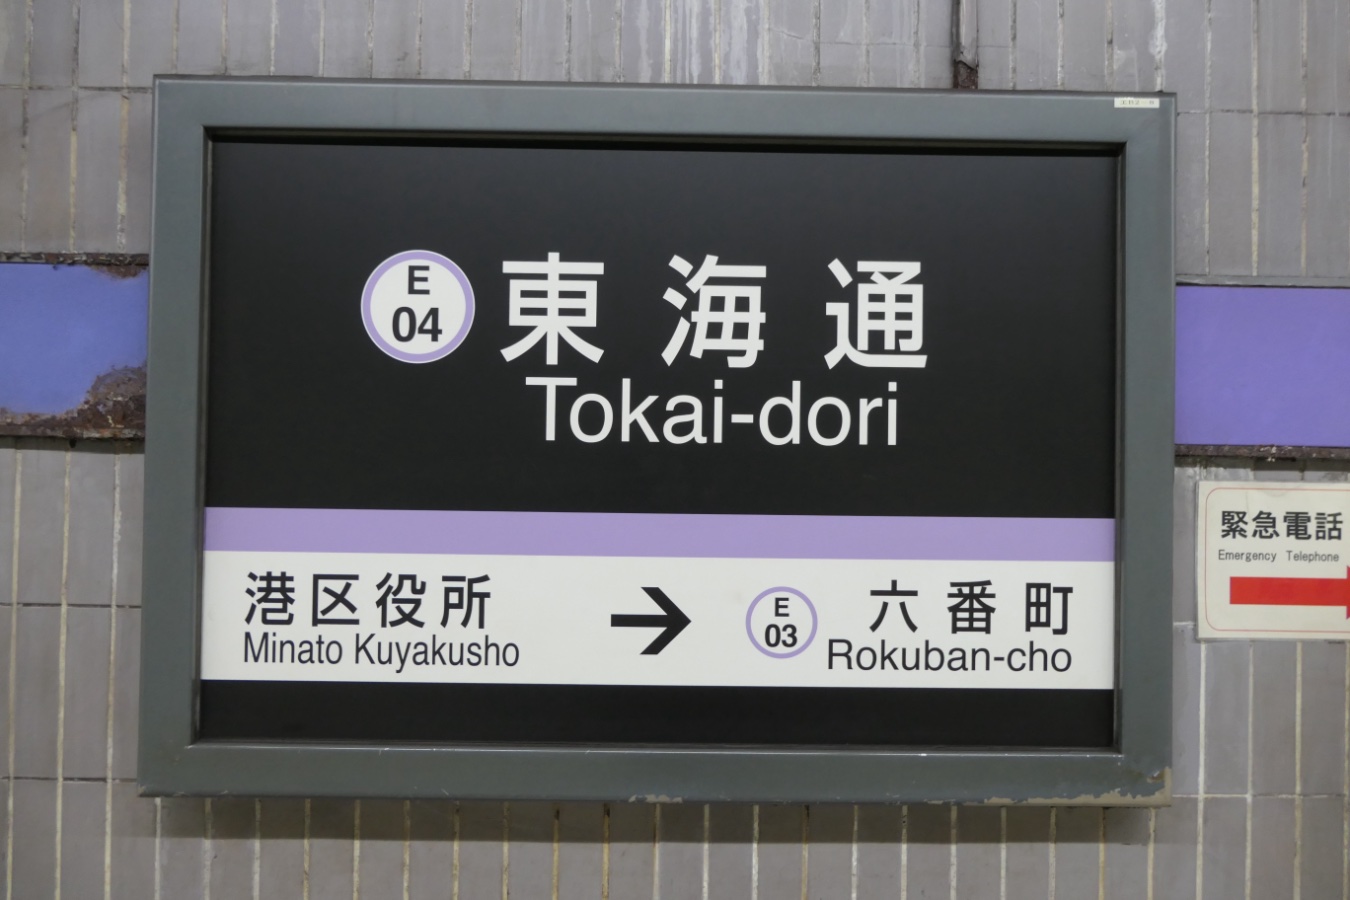 E
04
東海通
Tokai-dori
港区役所
Minato Kuyakusho
E
03
六番町
Rokuban-cho
緊急電話
Emergency Telephone